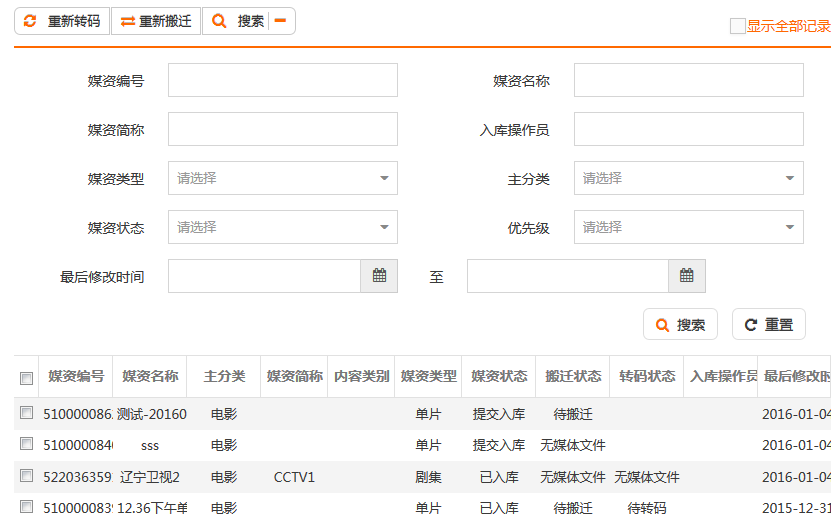 重新转码 重新搬迁 搜索 显示全部记录
媒资编号 媒资名称
媒资简称 入库操作员
媒资类型 请选择 主分类 请选择
媒资状态 请选择 优先级 请选择
最后修改时间 至
搜索 重置
媒资编号 媒资名称 主分类 媒资简称 内容类别 媒资类型 媒资状态 搬迁状态 转码状态 入库操作员 最后修改时
510000086 测试-20160 电影 单片 提交入库 待搬迁 2016-01-04
510000084 sss 电影 单片 提交入库 无媒体文件 2016-01-04
522036359 辽宁卫视2 电影 CCTV1 剧集 已入库 无媒体文件 无媒体文件 2016-01-04
510000083 12.36下午单 电影 单片 已入库 待搬迁 待转码 2015-12-31